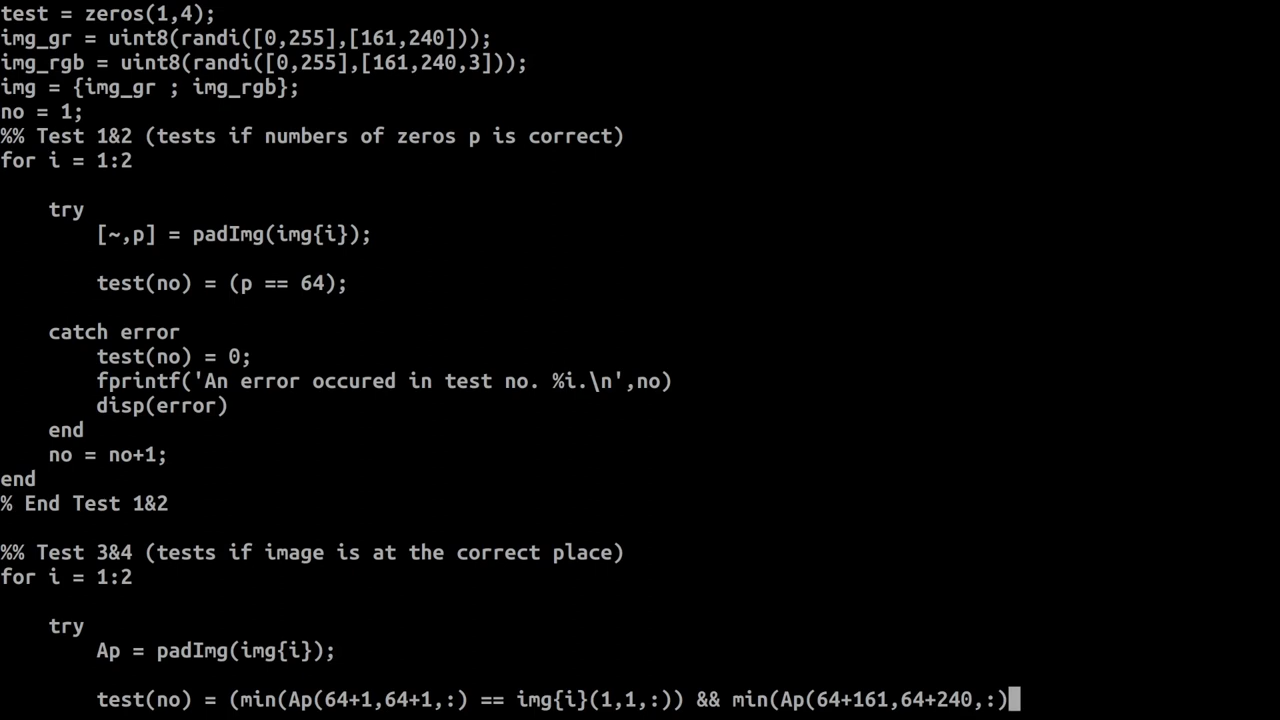 test = zeros(1,4);
img_gr = uint8(randi([0,255],[161,240]));
img_rgb = uint8(randi([0,255],[161,240,3]));
img = {img_gr ; img_rgb};
no = 1;
%% Test 1&2 (tests if numbers of zeros p is correct)
for i = 1:2
try
[~,p] = padImg(img{i});
test(no) = (p == 64);
catch error
test(no) = 0;
fprintf('An error occured in test no. %i.\n',no)
disp(error)
end
no = no+1;
end
% End Test 1&2
%% Test 3&4 (tests if image is at the correct place)
for i = 1:2
try
Ap = padImg(img{i});
test(no) = (min(Ap(64+1,64+1,:) == img{i}(1,1,:)) && min(Ap(64+161,64+240,:)